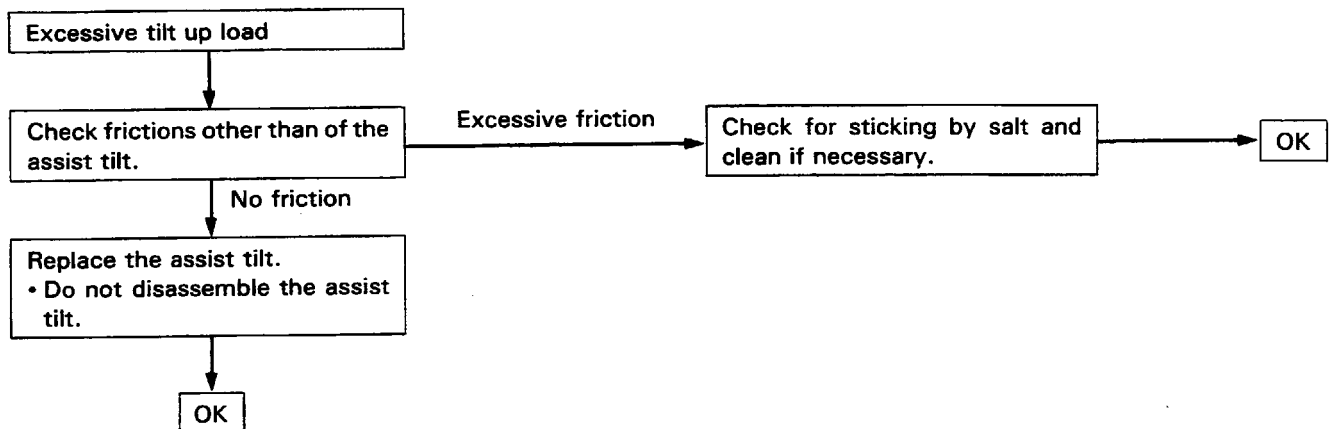 Excessive tilt up load
Check frictions other than of the
assist tilt.
Excessive friction
Check for sticking by salt and
clean if necessary.
OK
No friction
Replace the assist tilt.
• Do not disassemble the assist
tilt.
OK